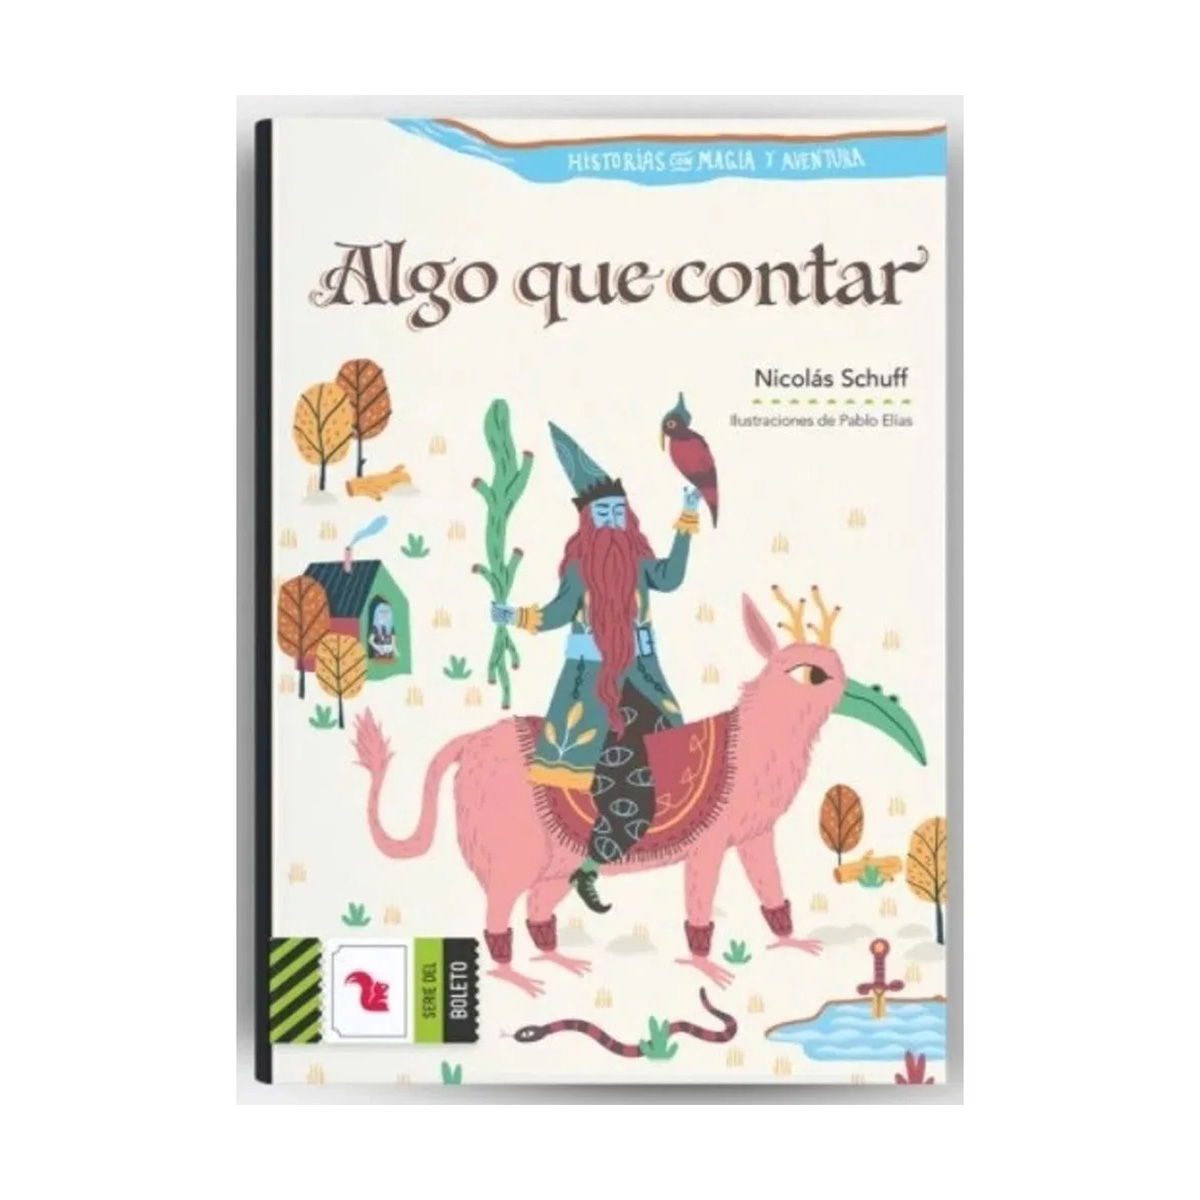 HISTORIAS CON MAGIA Y AVENTURA
Algo que contar
Nicolás Schuff
Ilustraciones de Pablo Elías
SERIE DEL
BOLETO